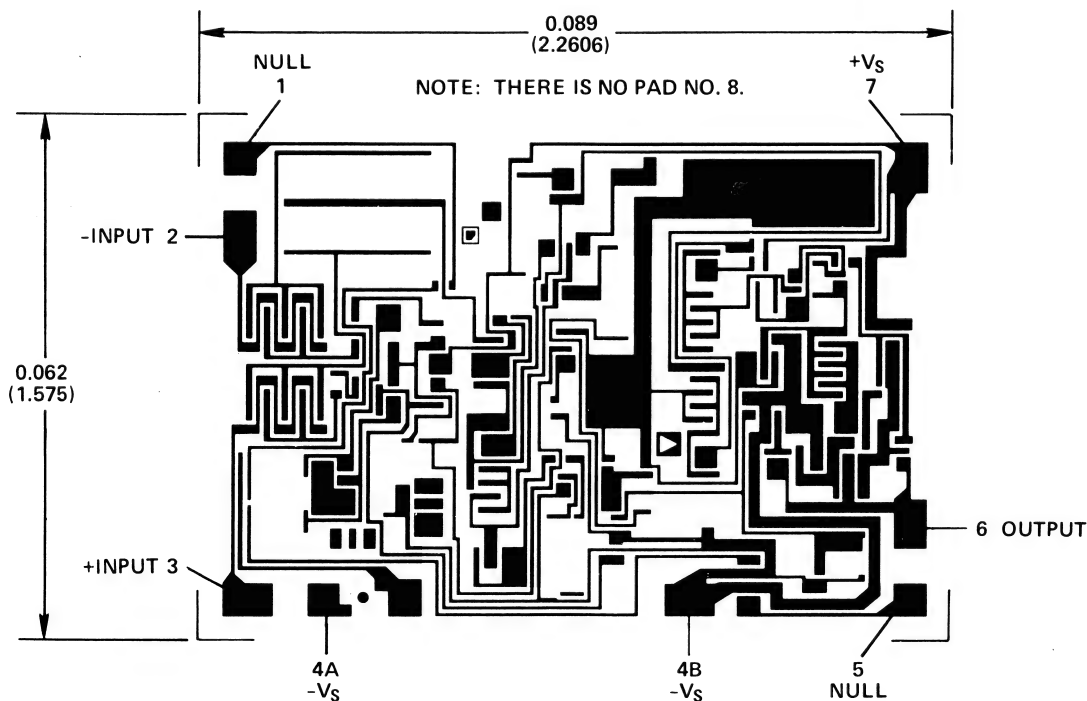 0.089
(2.2606)
NULL
1
NOTE: THERE IS NO PAD NO. 8.
+VS
7
-INPUT 2
0.062
(1.575)
6 OUTPUT
+INPUT 3
4A
-VS
4B
-VS
5
NULL